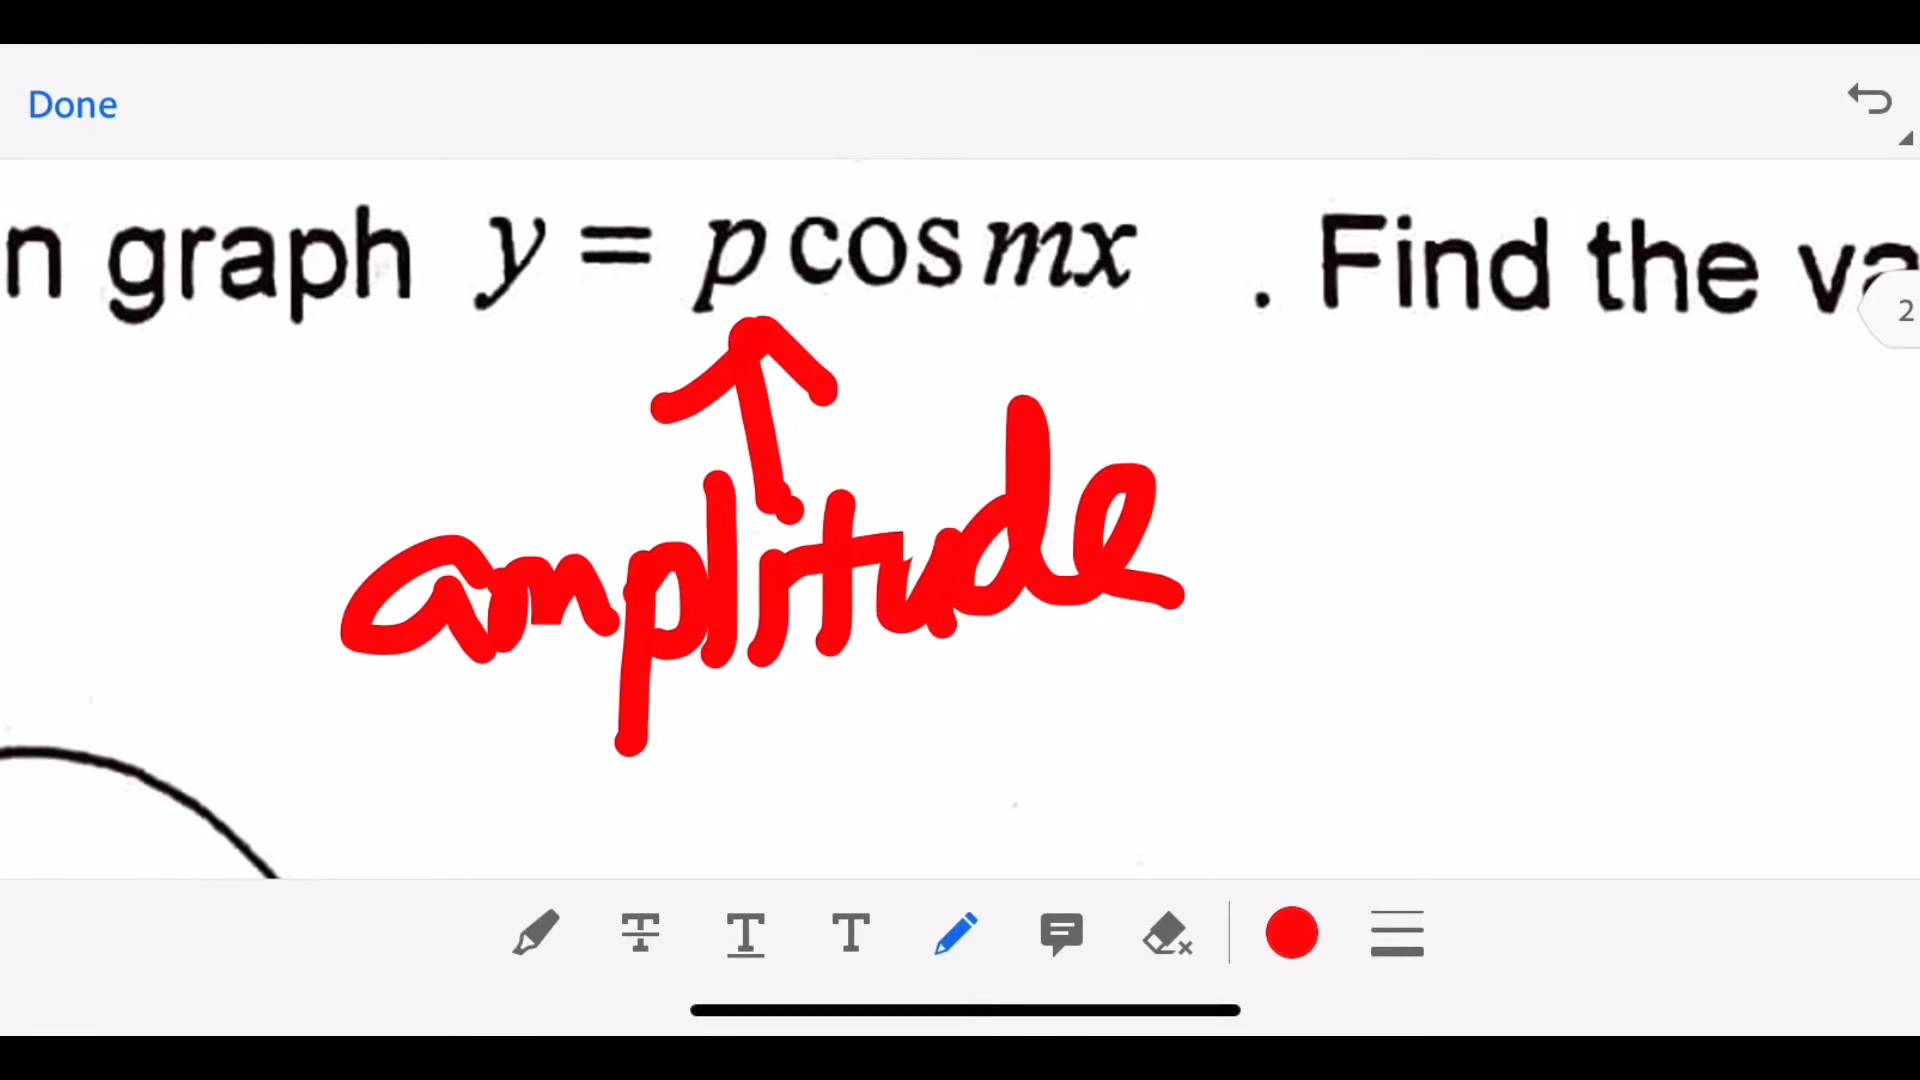 Done
n graph y = p cos mx . Find the va
2
amplitude